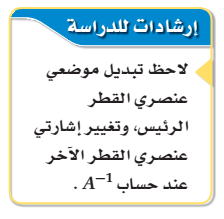 إرشادات للدراسة
لاحظ تبديل موضعي
عنصري القطر
الرئيس، وتغيير إشارتي
عنصري القطر الآخر
عند حساب A⁻¹ .